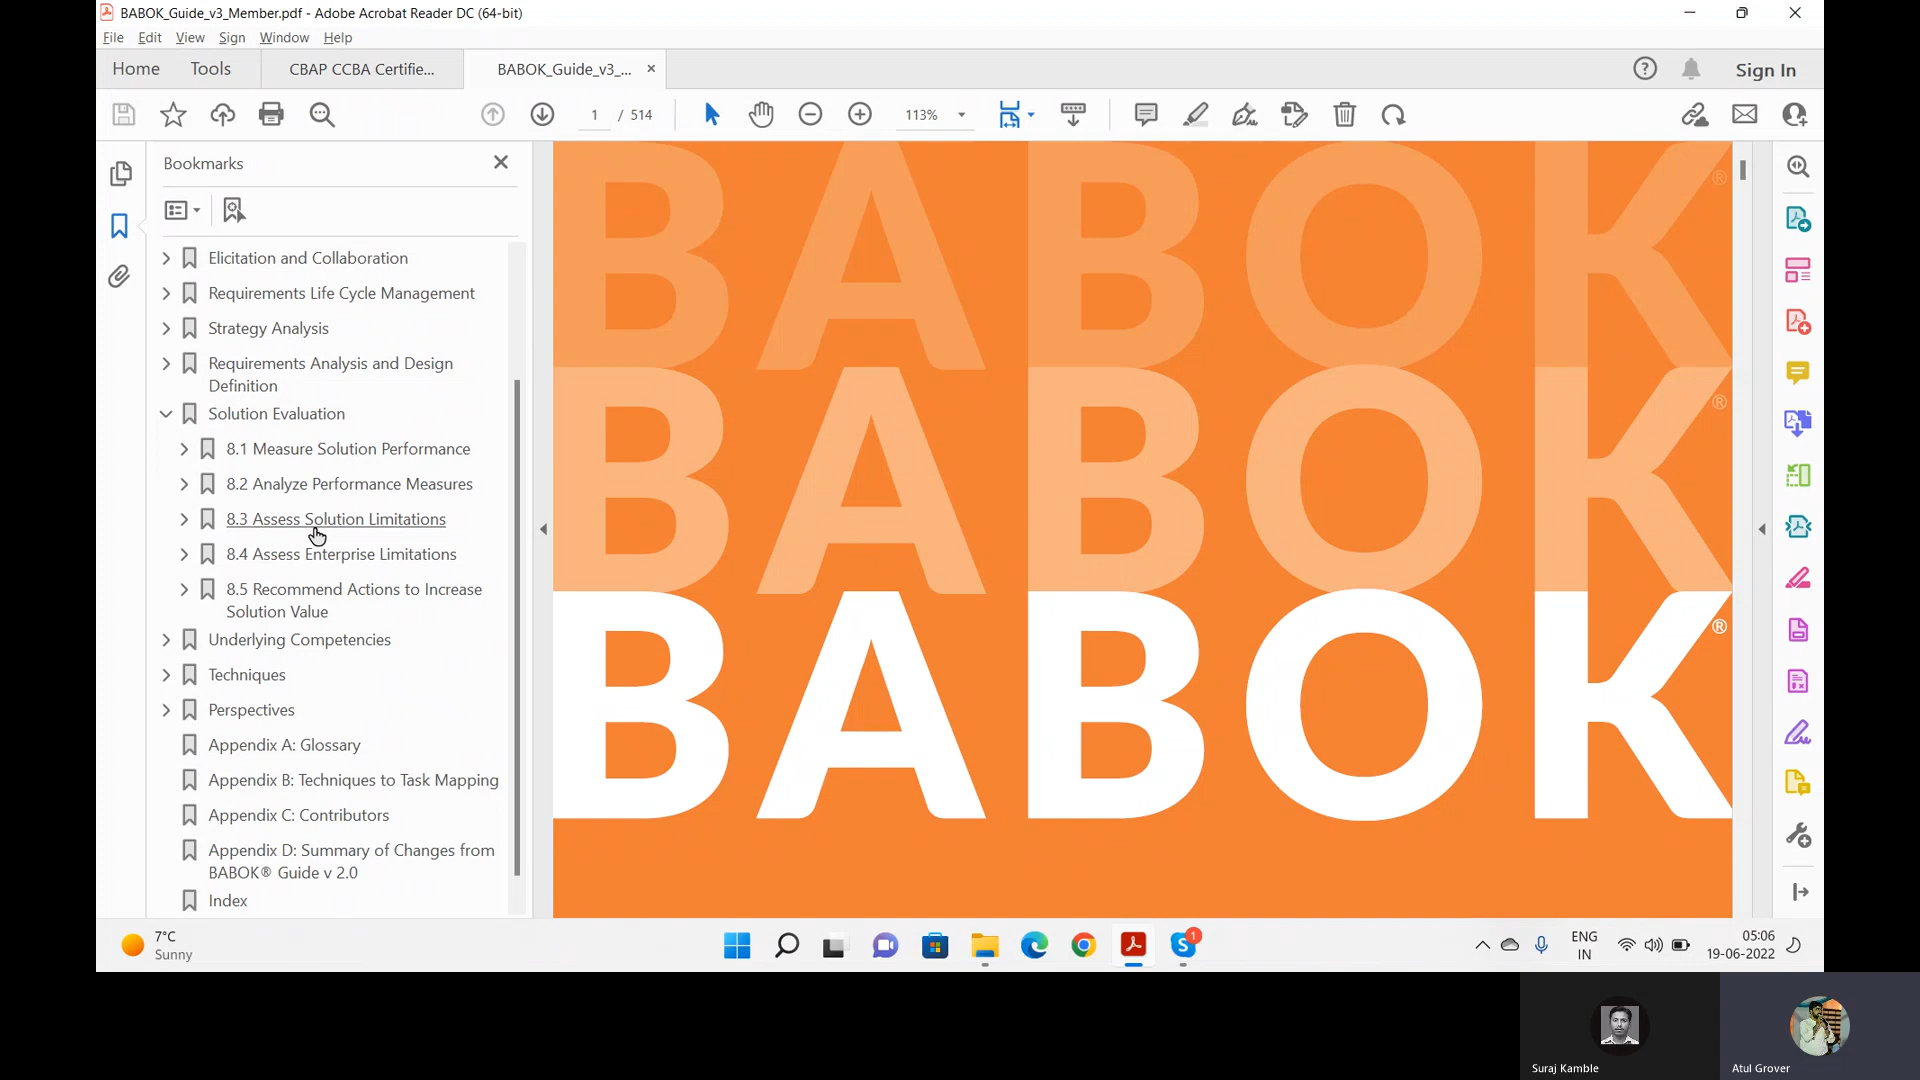 BABOK_Guide_v3_Member.pdf - Adobe Acrobat Reader DC (64-bit)
File Edit View Sign Window Help
Home Tools CBAP CCBA Certifie... BABOK_Guide_v3_... × Sign In
1 / 514 113%
Bookmarks
Elicitation and Collaboration
Requirements Life Cycle Management
Strategy Analysis
Requirements Analysis and Design
Definition
Solution Evaluation
8.1 Measure Solution Performance
8.2 Analyze Performance Measures
8.3 Assess Solution Limitations
8.4 Assess Enterprise Limitations
8.5 Recommend Actions to Increase
Solution Value
Underlying Competencies
Techniques
Perspectives
Appendix A: Glossary
Appendix B: Techniques to Task Mapping
Appendix C: Contributors
Appendix D: Summary of Changes from
BABOK® Guide v 2.0
Index
BABOK®
BABOK®
BABOK®
7°C
Sunny
1
ENG
IN
05:06
19-06-2022
Suraj Kamble
Atul Grover